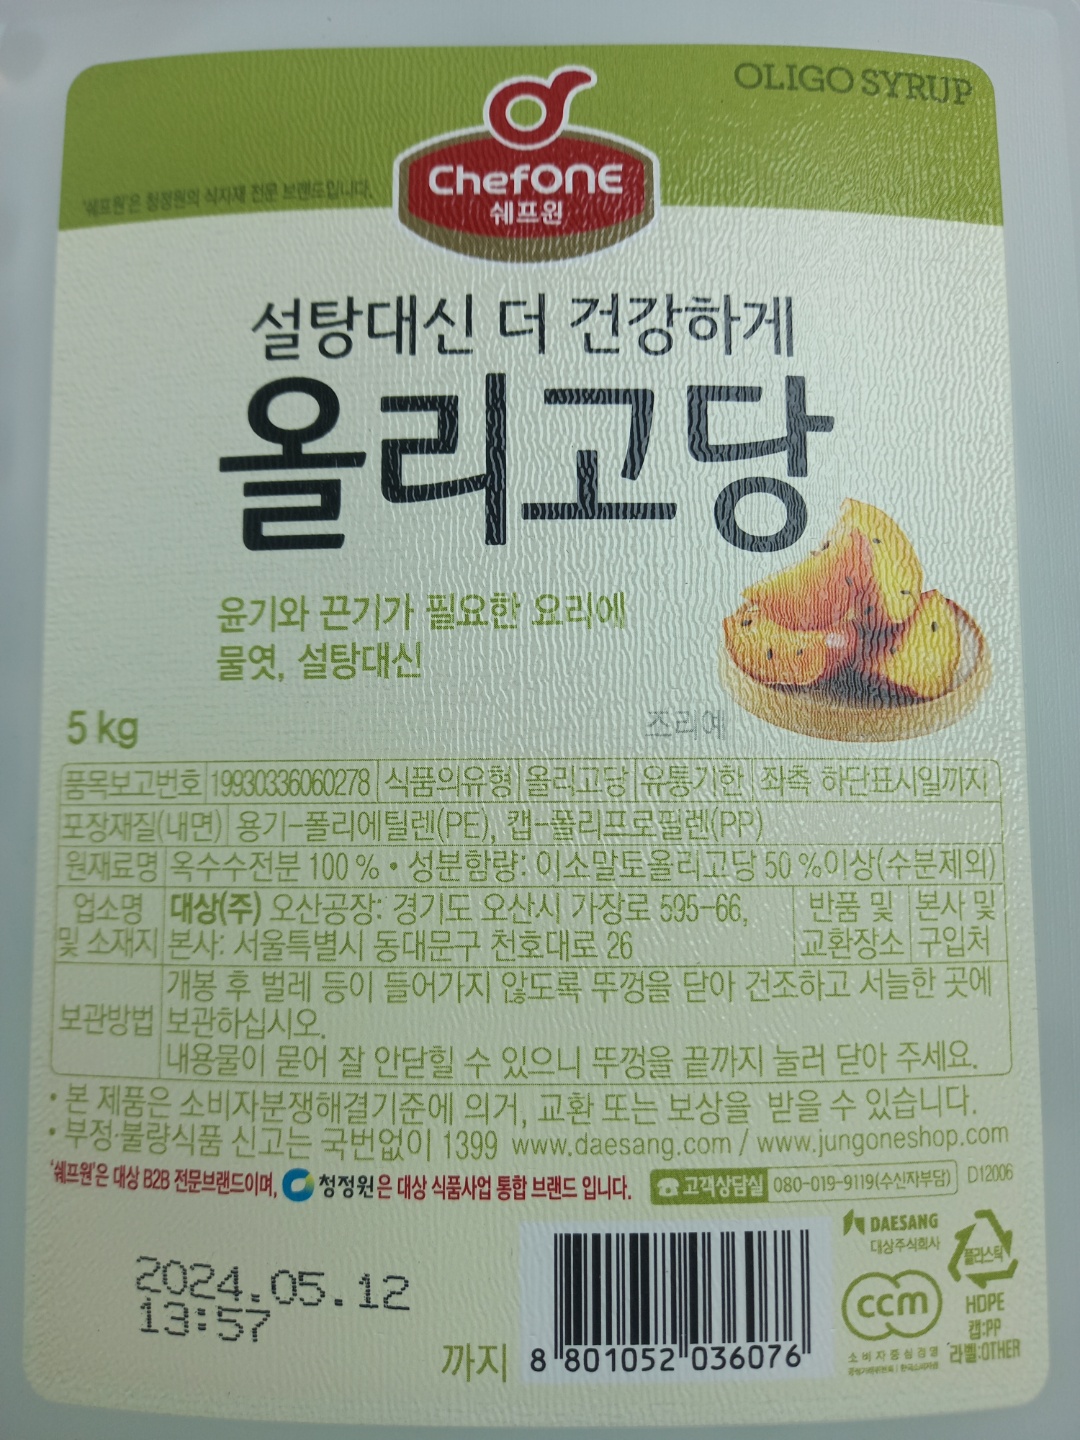 OLIGO SYRUP
ChefONE
쉐프원
'쉐프원'은 청정원의 식자재 전문 브랜드입니다.
설탕대신 더 건강하게
올리고당
윤기와 끈기가 필요한 요리에
물엿, 설탕대신
조리예
5 kg
품목보고번호 19930336060278 식품의유형 올리고당 유통기한 좌측 하단표시일까지
포장재질(내면) 용기-폴리에틸렌(PE), 캡-폴리프로필렌(PP)
원재료명 옥수수전분 100 % • 성분함량: 이소말토올리고당 50 %이상(수분제외)
업소명 및 소재지 대상(주) 오산공장: 경기도 오산시 가장로 595-66,
본사: 서울특별시 동대문구 천호대로 26
반품 및 교환장소 본사 및 구입처
보관방법 개봉 후 벌레 등이 들어가지 않도록 뚜껑을 닫아 건조하고 서늘한 곳에
보관하십시오.
내용물이 묻어 잘 안닫힐 수 있으니 뚜껑을 끝까지 눌러 닫아 주세요.
• 본 제품은 소비자분쟁해결기준에 의거, 교환 또는 보상을 받을 수 있습니다.
• 부정·불량식품 신고는 국번없이 1399 www.daesang.com / www.jungoneshop.com
'쉐프원'은 대상 B2B 전문브랜드이며, 청정원은 대상 식품사업 통합 브랜드 입니다.
고객상담실 080-019-9119(수신자부담) D12006
2024.05.12
13:57
까지
8 801052 036076
DAESANG
대상주식회사
ccm
소비자중심경영
플라스틱
HDPE
캡:PP
라벨:OTHER